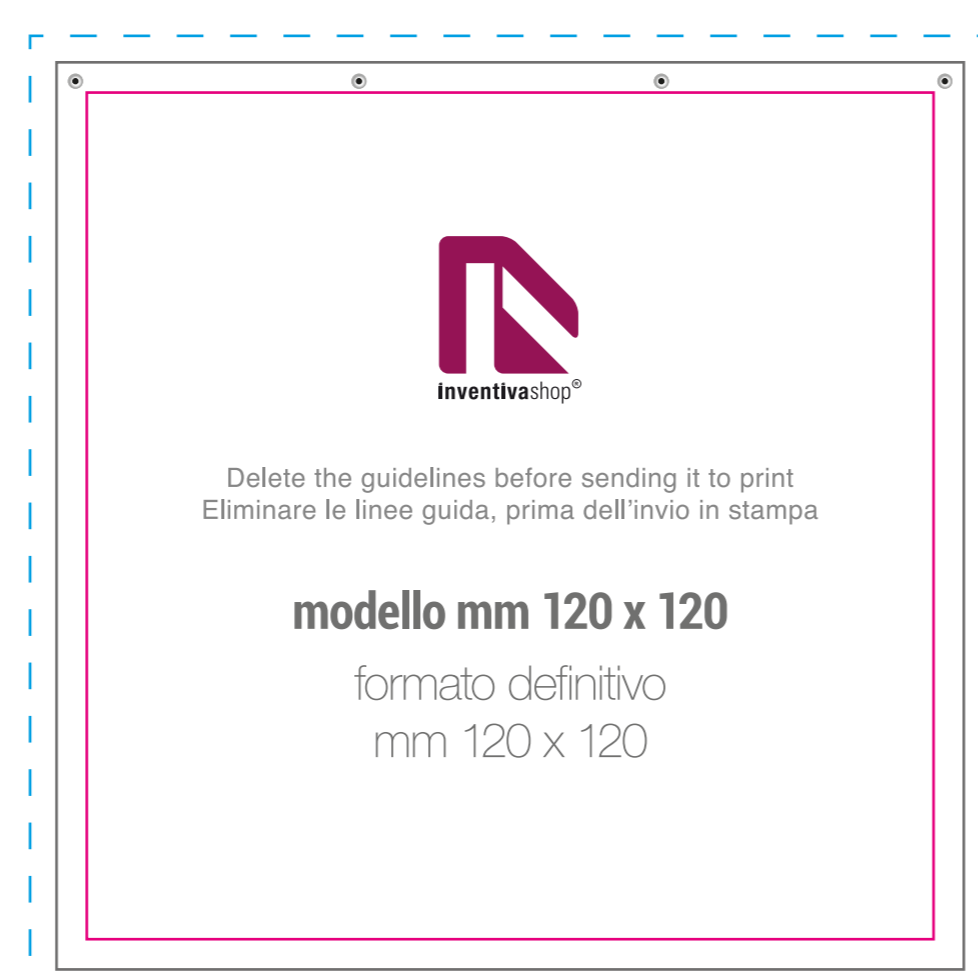 inventivashop®
Delete the guidelines before sending it to print
Eliminare le linee guida, prima dell'invio in stampa
modello mm 120 x 120
formato definitivo
mm 120 x 120